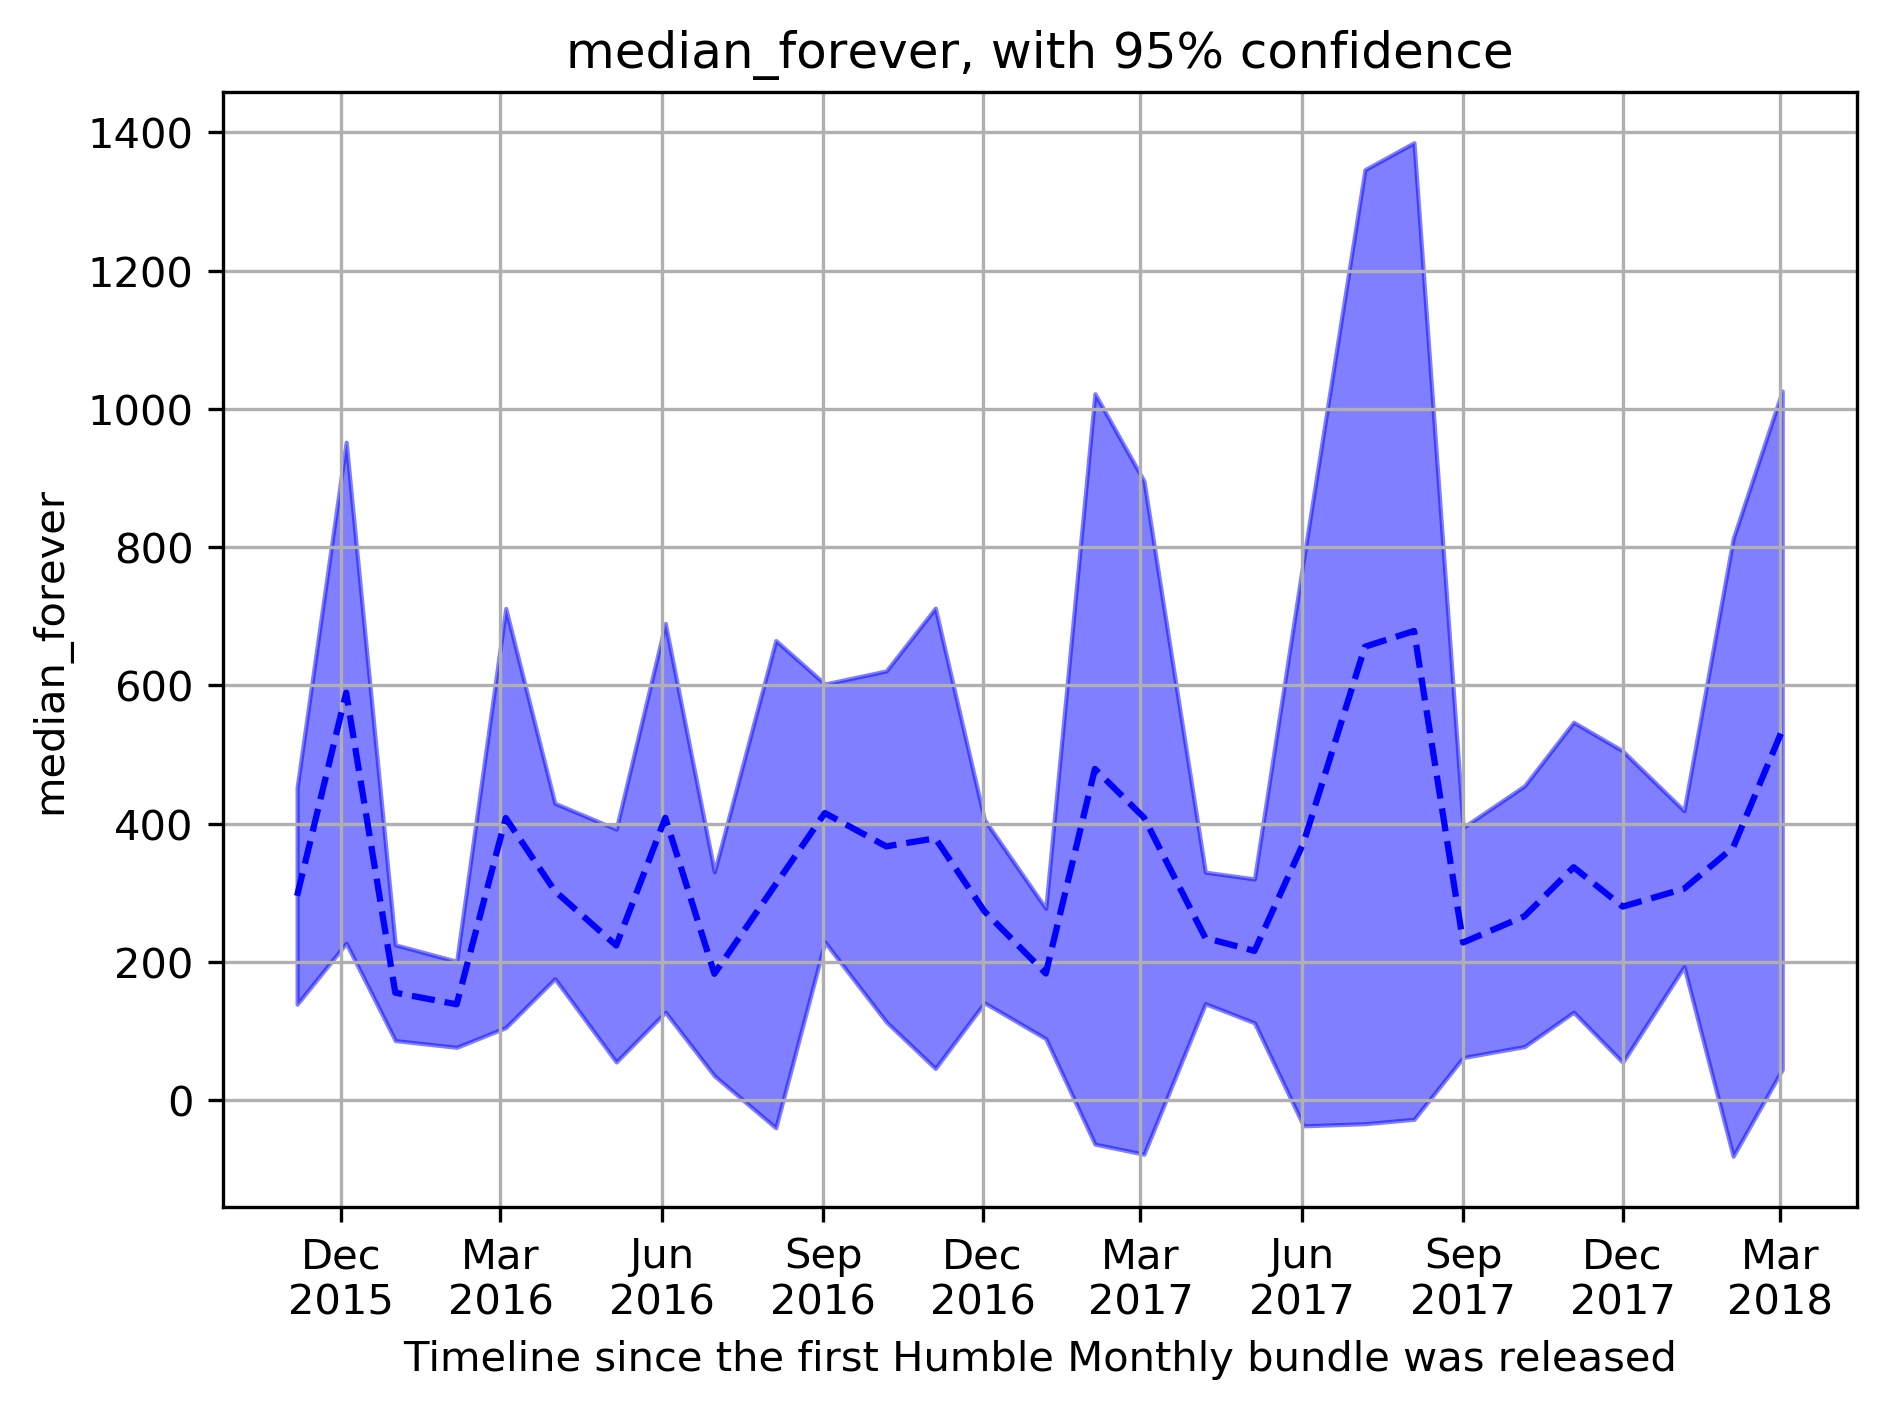 median_forever, with 95% confidence
1400
1200
1000
800
600
400
200
0
median_forever
Dec Mar Jun Sep Dec Mar Jun Sep Dec Mar
2015 2016 2016 2016 2016 2017 2017 2017 2017 2018
Timeline since the first Humble Monthly bundle was released